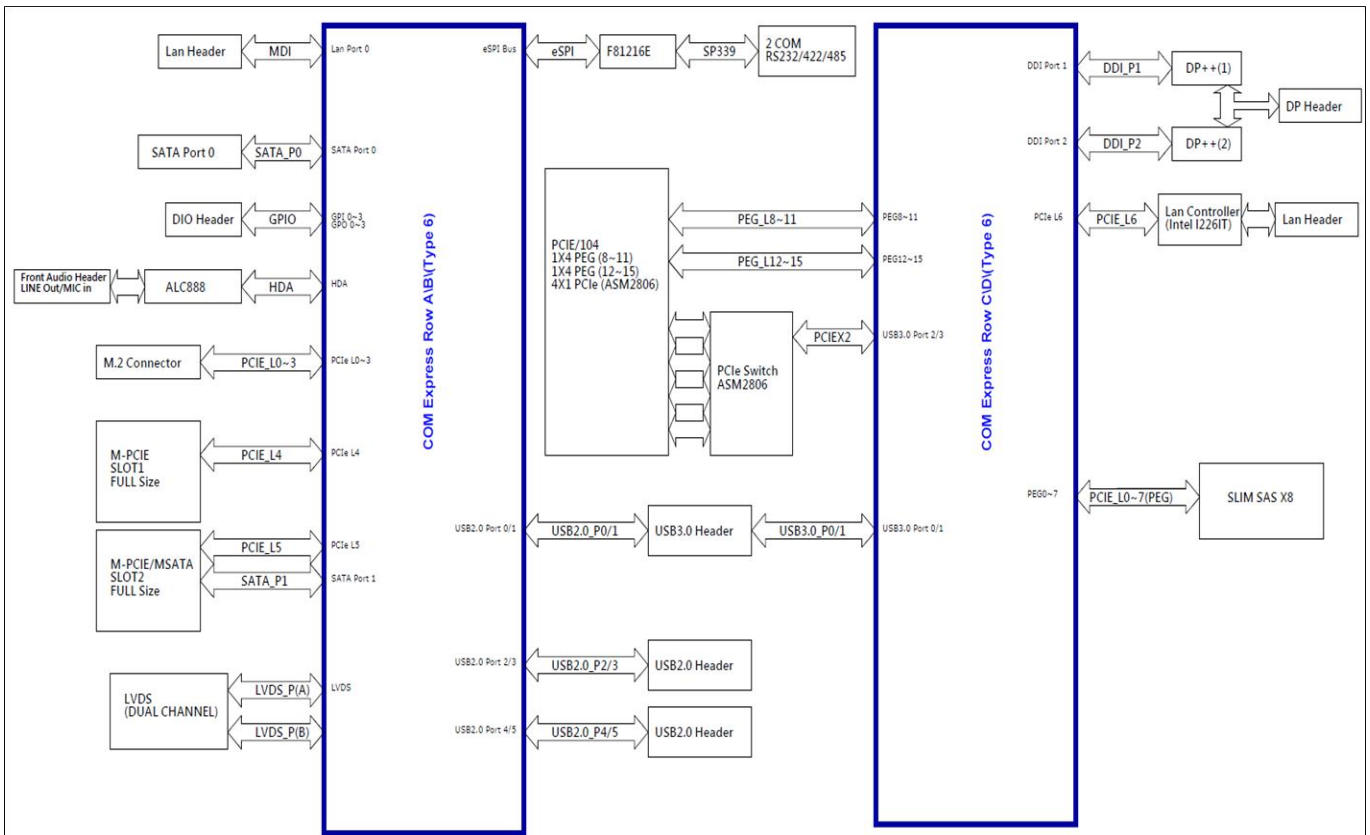 Lan Header
MDI
Lan Port 0
SATA Port 0
SATA_P0
SATA Port 0
DIO Header
GPIO
GPI 0~3
GPO 0~3
Front Audio Header
LINE Out/MIC in
ALC888
HDA
HDA
M.2 Connector
PCIE_L0~3
PCIe L0~3
M-PCIE
SLOT1
FULL Size
PCIE_L4
PCIe L4
M-PCIE/MSATA
SLOT2
FULL Size
PCIE_L5
PCIe L5
SATA_P1
SATA Port 1
LVDS
(DUAL CHANNEL)
LVDS_P(A)
LVDS
LVDS_P(B)
COM Express Row A\B\(Type 6)
eSPI Bus
eSPI
F81216E
SP339
2 COM
RS232/422/485
PCIE/104
1X4 PEG (8~11)
1X4 PEG (12~15)
4X1 PCIe (ASM2806)
PEG_L8~11
PEG8~11
PEG_L12~15
PEG12~15
PCIe Switch
ASM2806
PCIEX2
USB3.0 Port 2/3
USB2.0 Port 0/1
USB2.0_P0/1
USB3.0 Header
USB3.0_P0/1
USB3.0 Port 0/1
USB2.0 Port 2/3
USB2.0_P2/3
USB2.0 Header
USB2.0 Port 4/5
USB2.0_P4/5
USB2.0 Header
COM Express Row C\D\(Type 6)
DDI Port 1
DDI_P1
DP++(1)
DP Header
DDI Port 2
DDI_P2
DP++(2)
PCIe L6
PCIE_L6
Lan Controller
(Intel I226IT)
Lan Header
PEG0~7
PCIE_L0~7(PEG)
SLIM SAS X8